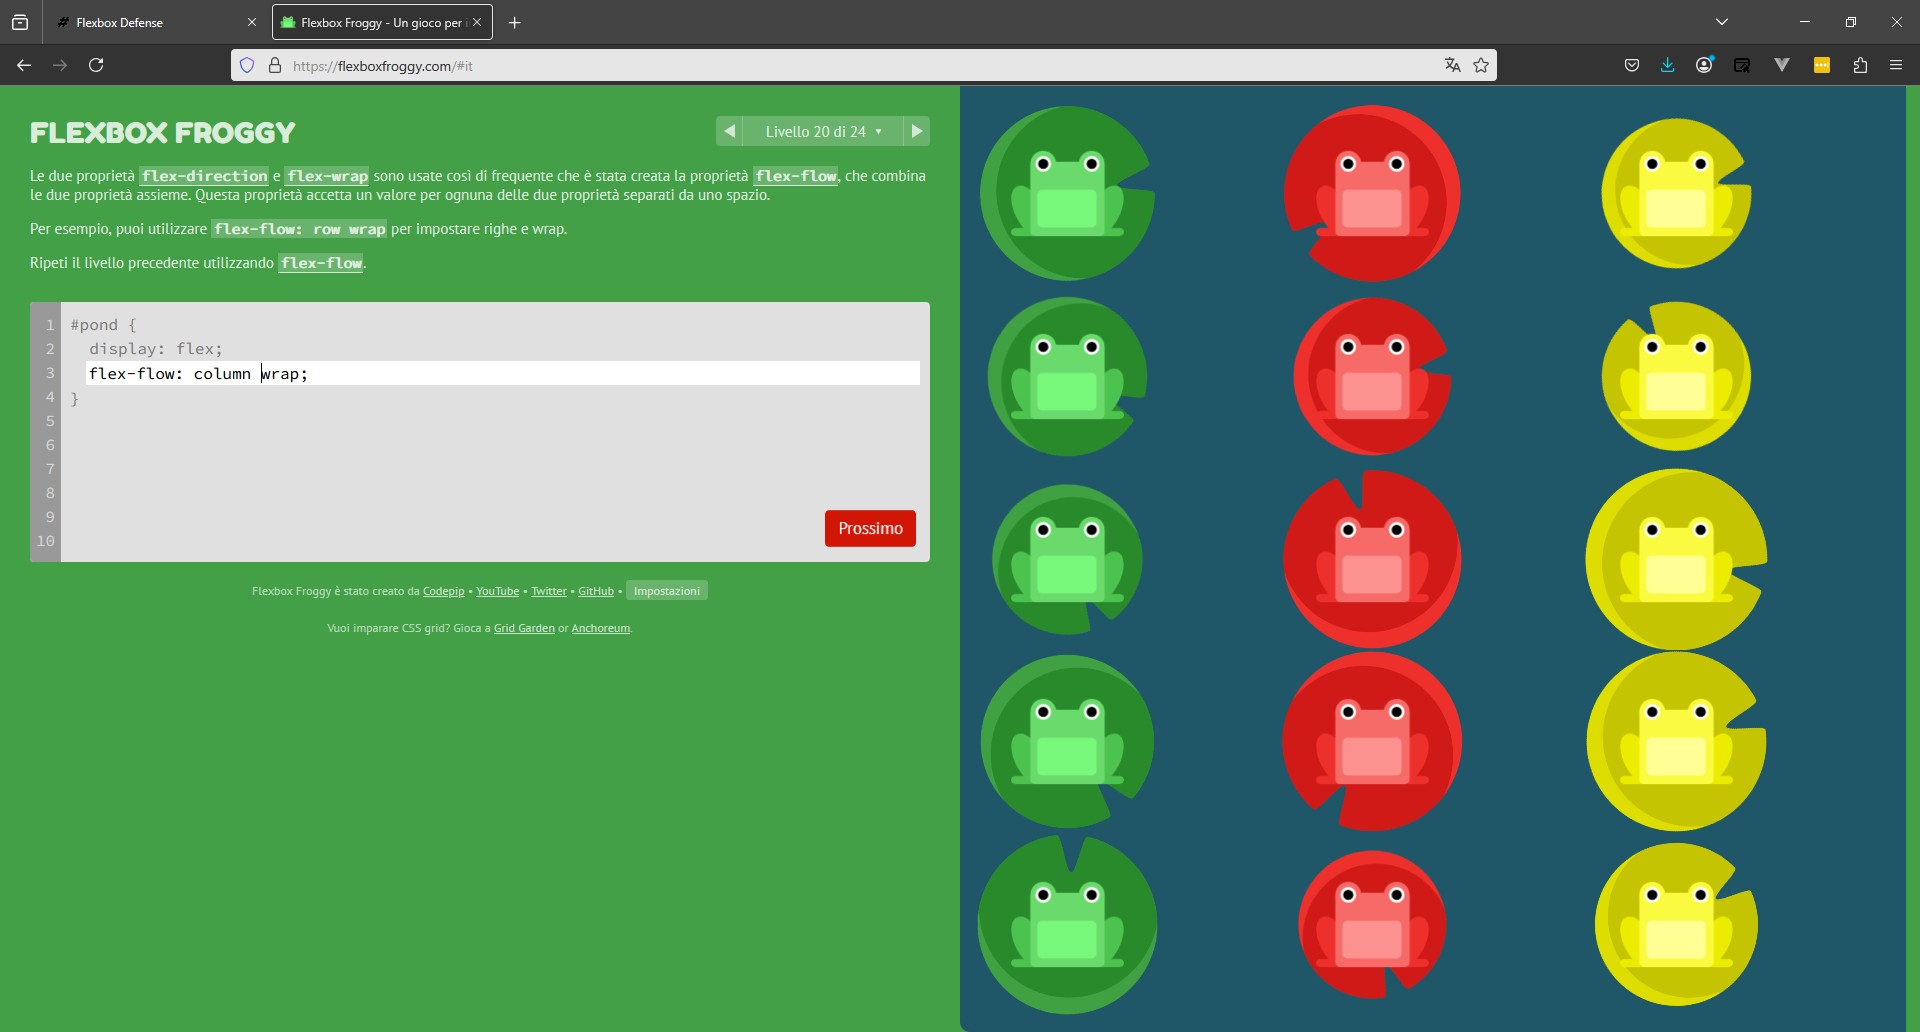 Flexbox Defense
Flexbox Froggy - Un gioco per i
https://flexboxfroggy.com/#it
FLEXBOX FROGGY
Livello 20 di 24 ▾
Le due proprietà flex-direction e flex-wrap sono usate così di frequente che è stata creata la proprietà flex-flow, che combina
le due proprietà assieme. Questa proprietà accetta un valore per ognuna delle due proprietà separati da uno spazio.
Per esempio, puoi utilizzare flex-flow: row wrap per impostare righe e wrap.
Ripeti il livello precedente utilizzando flex-flow.
1 #pond {
2 display: flex;
3 flex-flow: column wrap;
4 }
5
6
7
8
9
10
Prossimo
Flexbox Froggy è stato creato da Codepip • YouTube • Twitter • GitHub • Impostazioni
Vuoi imparare CSS grid? Gioca a Grid Garden or Anchoreum.